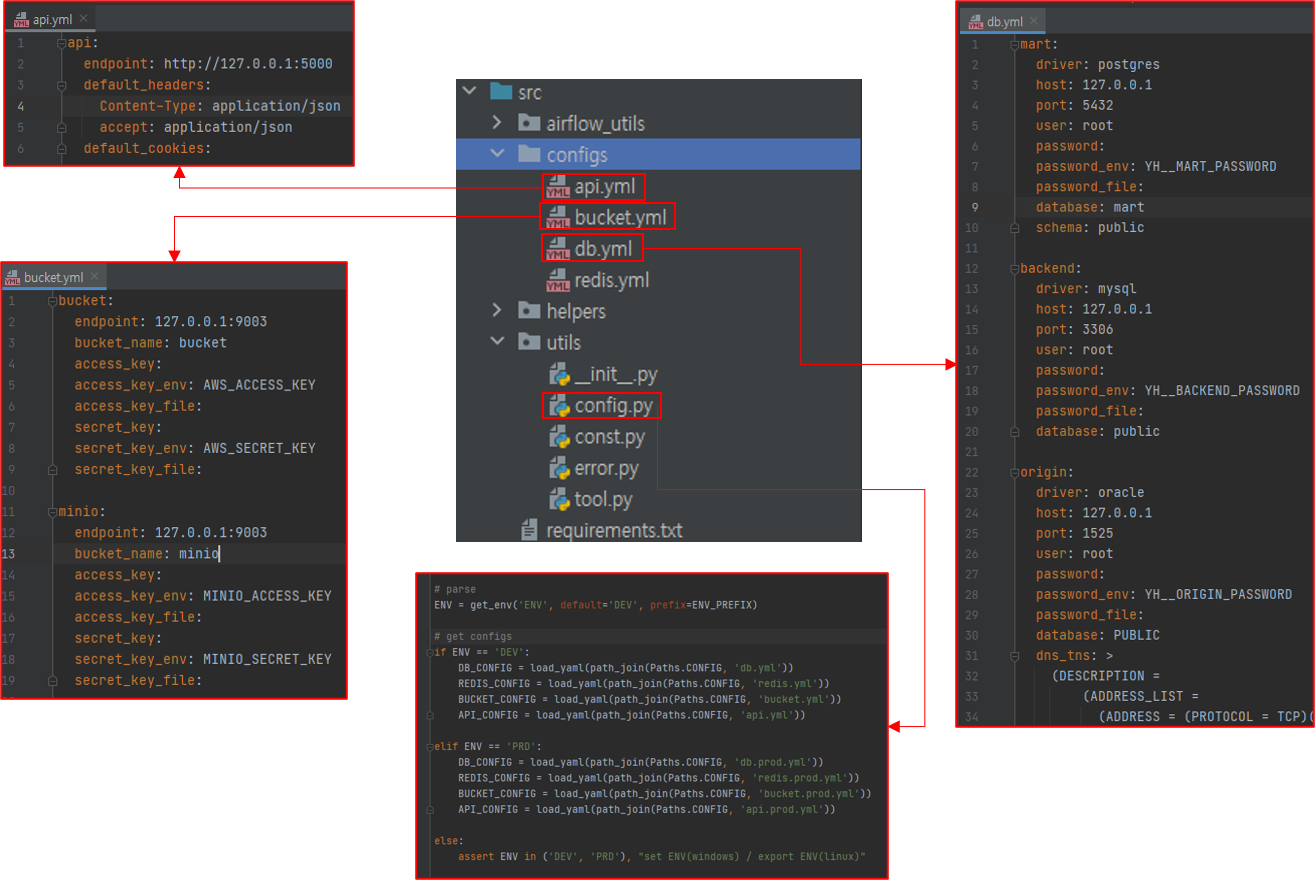 api.yml
1 api:
2 endpoint: http://127.0.0.1:5000
3 default_headers:
4 Content-Type: application/json
5 accept: application/json
6 default_cookies:
src
airflow_utils
configs
api.yml
bucket.yml
db.yml
redis.yml
helpers
utils
__init__.py
config.py
const.py
error.py
tool.py
requirements.txt
db.yml
1 mart:
2 driver: postgres
3 host: 127.0.0.1
4 port: 5432
5 user: root
6 password:
7 password_env: YH__MART_PASSWORD
8 password_file:
9 database: mart
10 schema: public
11
12 backend:
13 driver: mysql
14 host: 127.0.0.1
15 port: 3306
16 user: root
17 password:
18 password_env: YH__BACKEND_PASSWORD
19 password_file:
20 database: public
21
22 origin:
23 driver: oracle
24 host: 127.0.0.1
25 port: 1525
26 user: root
27 password:
28 password_env: YH__ORIGIN_PASSWORD
29 password_file:
30 database: PUBLIC
31 dns_tns: >
32 (DESCRIPTION =
33 (ADDRESS_LIST =
34 (ADDRESS = (PROTOCOL = TCP)(
bucket.yml
1 bucket:
2 endpoint: 127.0.0.1:9003
3 bucket_name: bucket
4 access_key:
5 access_key_env: AWS_ACCESS_KEY
6 access_key_file:
7 secret_key:
8 secret_key_env: AWS_SECRET_KEY
9 secret_key_file:
10
11 minio:
12 endpoint: 127.0.0.1:9003
13 bucket_name: minio
14 access_key:
15 access_key_env: MINIO_ACCESS_KEY
16 access_key_file:
17 secret_key:
18 secret_key_env: MINIO_SECRET_KEY
19 secret_key_file:
# parse
ENV = get_env('ENV', default='DEV', prefix=ENV_PREFIX)
# get configs
if ENV == 'DEV':
DB_CONFIG = load_yaml(path_join(Paths.CONFIG, 'db.yml'))
REDIS_CONFIG = load_yaml(path_join(Paths.CONFIG, 'redis.yml'))
BUCKET_CONFIG = load_yaml(path_join(Paths.CONFIG, 'bucket.yml'))
API_CONFIG = load_yaml(path_join(Paths.CONFIG, 'api.yml'))
elif ENV == 'PRD':
DB_CONFIG = load_yaml(path_join(Paths.CONFIG, 'db.prod.yml'))
REDIS_CONFIG = load_yaml(path_join(Paths.CONFIG, 'redis.prod.yml'))
BUCKET_CONFIG = load_yaml(path_join(Paths.CONFIG, 'bucket.prod.yml'))
API_CONFIG = load_yaml(path_join(Paths.CONFIG, 'api.prod.yml'))
else:
assert ENV in ('DEV', 'PRD'), "set ENV(windows) / export ENV(linux)"